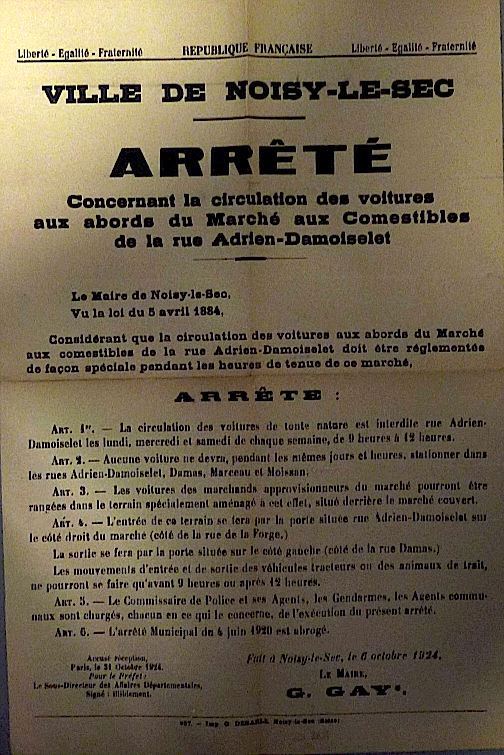 Liberté - Egalité - Fraternité REPUBLIQUE FRANÇAISE Liberté - Egalité - Fraternité
VILLE DE NOISY-LE-SEC
ARRÊTÉ
Concernant la circulation des voitures
aux abords du Marché aux Comestibles
de la rue Adrien-Damoiselet
Le Maire de Noisy-le-Sec,
Vu la loi du 5 avril 1884,
Considérant que la circulation des voitures aux abords du Marché
aux comestibles de la rue Adrien-Damoiselet doit être réglementée
de façon spéciale pendant les heures de tenue de ce marché,
ARRÊTE :
ART. 1er. — La circulation des voitures de toute nature est interdite rue Adrien-
Damoiselet les lundi, mercredi et samedi de chaque semaine, de 9 heures à 12 heures.
ART. 2. — Aucune voiture ne devra, pendant les mêmes jours et heures, stationner dans
les rues Adrien-Damoiselet, Damas, Marceau et Moissan.
ART. 3. — Les voitures des marchands approvisionneurs du marché pourront être
rangées dans le terrain spécialement aménagé à cet effet, situé derrière le marché couvert.
ART. 4. — L'entrée de ce terrain se fera par la porte située rue Adrien-Damoiselet sur
le côté droit du marché (côté de la rue de la Forge.)
La sortie se fera par la porte située sur le côté gauche (côté de la rue Damas.)
Les mouvements d'entrée et de sortie des véhicules tracteurs ou des animaux de trait,
ne pourront se faire qu'avant 9 heures ou après 12 heures.
ART. 5. — Le Commissaire de Police et ses Agents, les Gendarmes, les Agents commu-
naux sont chargés, chacun en ce qui le concerne, de l'exécution du présent arrêté.
ART. 6. — L'arrêté Municipal du 4 juin 1920 est abrogé.
Accusé réception,
Paris, le 31 Octobre 1924.
Pour le Préfet :
Le Sous-Directeur des Affaires Départementales,
Signé : Illisiblement.
Fait à Noisy-le-Sec, le 6 octobre 1924.
LE MAIRE,
G. GAY.
Imp G Noisy-le-Sec (Seine)